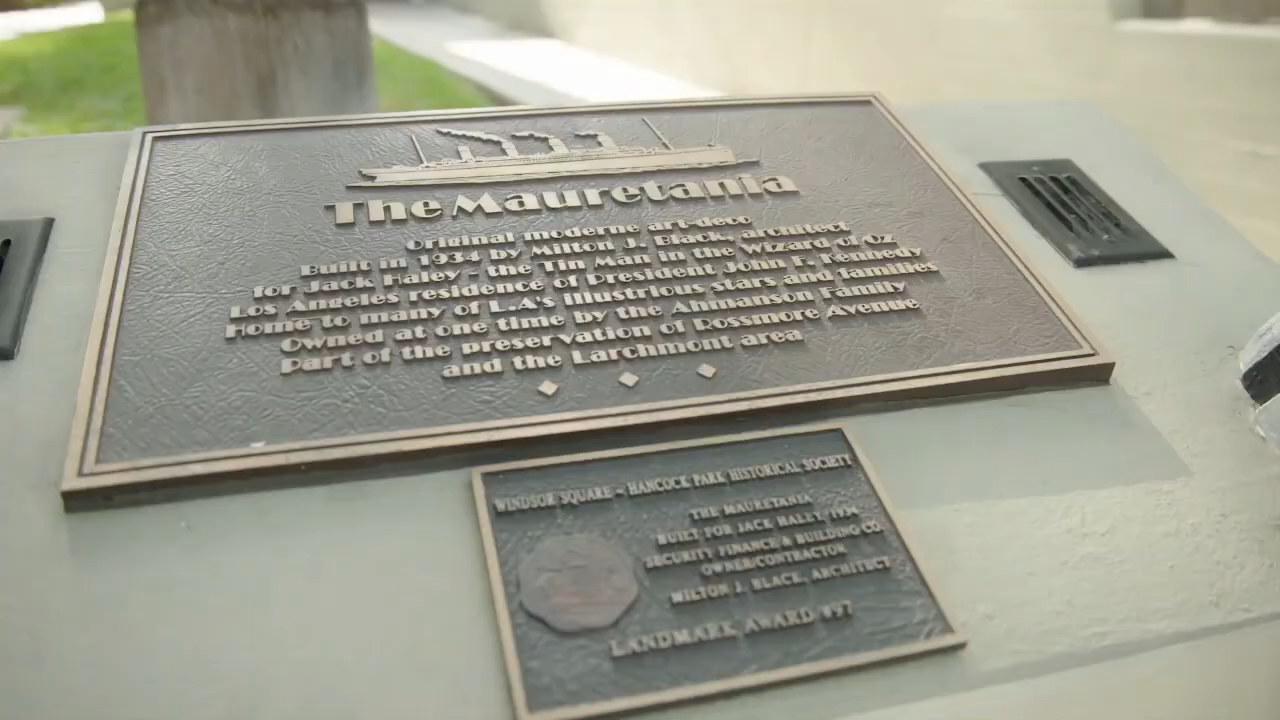 The Mauretania
Original moderne art-deco
Built in 1934 by Milton J. Black, architect
for Jack Haley - the Tin Man in the Wizard of Oz
Los Angeles residence of President John F. Kennedy
Home to many of L.A's illustrious stars and families
Owned at one time by the Ahmanson Family
Part of the preservation of Rossmore Avenue
and the Larchmont area
WINDSOR SQUARE - HANCOCK PARK HISTORICAL SOCIETY
THE MAURETANIA
BUILT FOR JACK HALEY, 1934
SECURITY FINANCE & BUILDING CO.
OWNER/CONTRACTOR
MILTON J. BLACK, ARCHITECT
LANDMARK AWARD #97